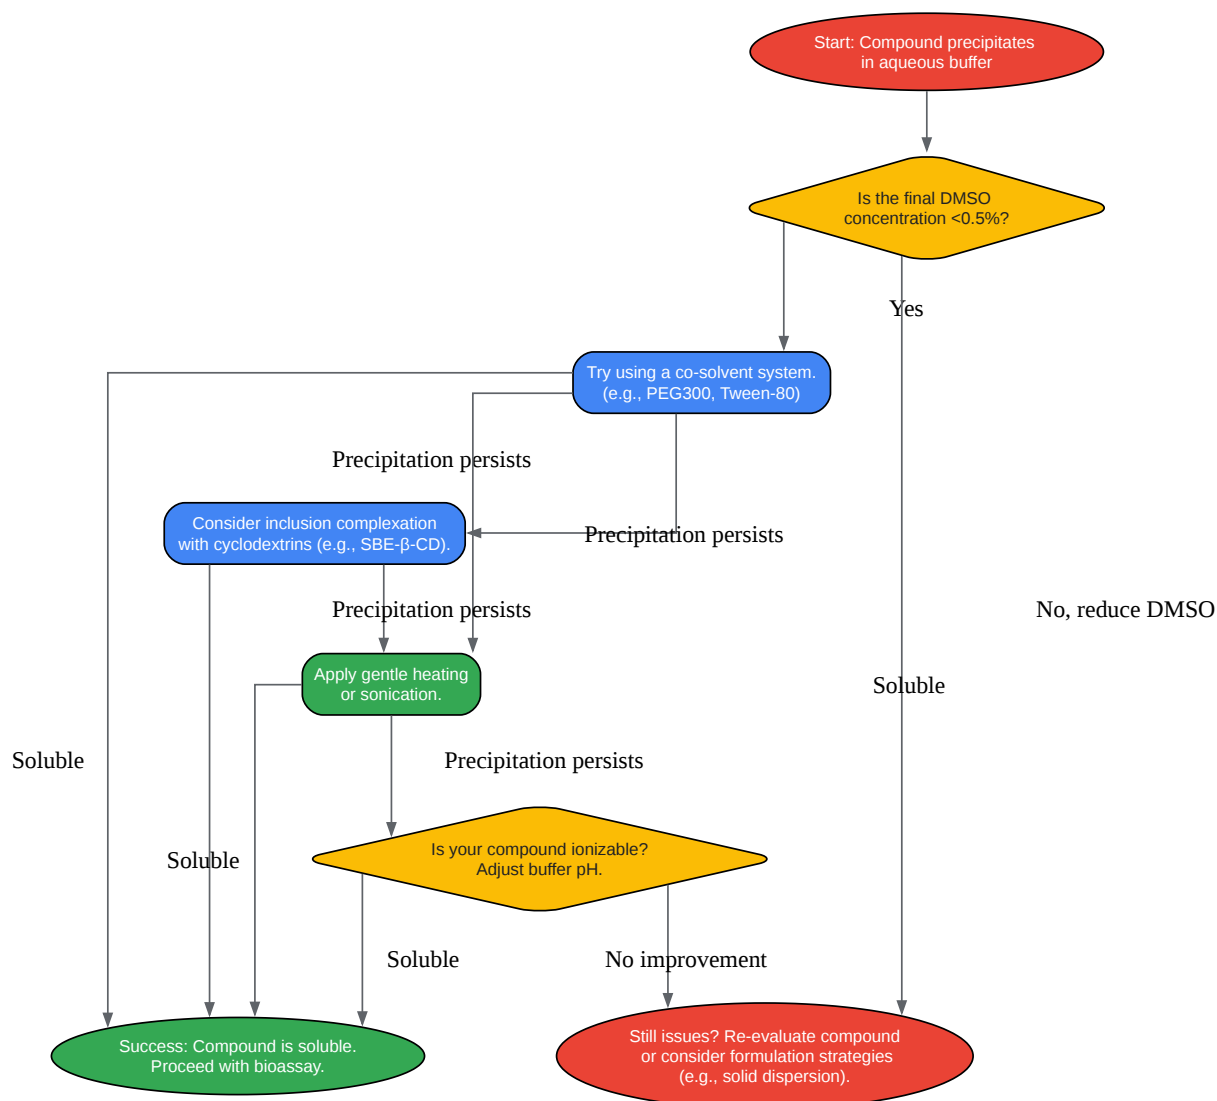 Start: Compound precipitates
in aqueous buffer
Is the final DMSO
concentration <0.5%?
Yes
Try using a co-solvent system.
(e.g., PEG300, Tween-80)
Precipitation persists
Consider inclusion complexation
with cyclodextrins (e.g., SBE-β-CD).
Precipitation persists
Precipitation persists
No, reduce DMSO
Apply gentle heating
or sonication.
Soluble
Soluble
Precipitation persists
Is your compound ionizable?
Adjust buffer pH.
Soluble
Soluble
No improvement
Success: Compound is soluble.
Proceed with bioassay.
Still issues? Re-evaluate compound
or consider formulation strategies
(e.g., solid dispersion).